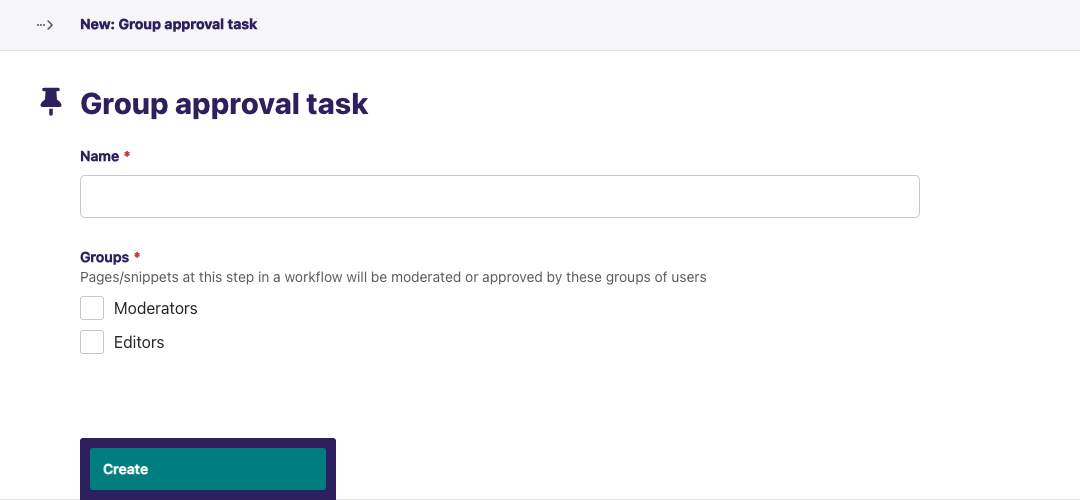 New: Group approval task
Group approval task
Name *
Groups *
Pages/snippets at this step in a workflow will be moderated or approved by these groups of users
Moderators
Editors
Create